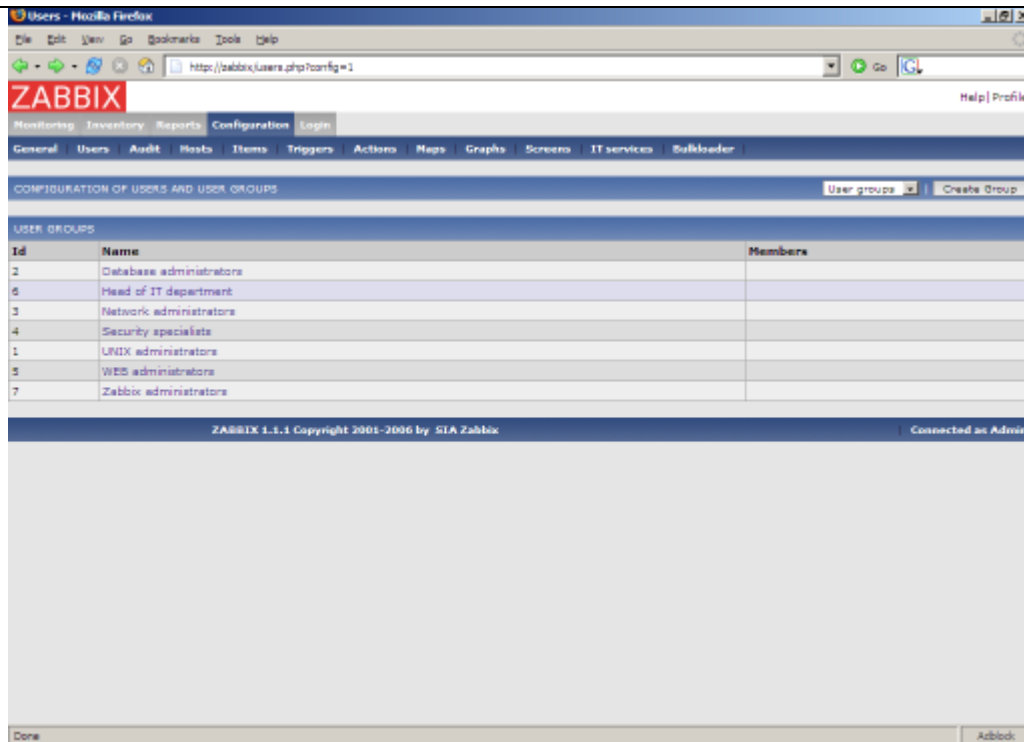 Users - Mozilla Firefox
File Edit View Go Bookmarks Tools Help
http://zabbix/users.php?config=1 Go G
ZABBIX Help | Profile
Monitoring Inventory Reports Configuration Login
General Users Audit Hosts Items Triggers Actions Maps Graphs Screens IT services Bulkloader
CONFIGURATION OF USERS AND USER GROUPS User groups | Create Group
USER GROUPS
Id Name Members
2 Database administrators
6 Head of IT department
3 Network administrators
4 Security specialists
1 UNIX administrators
5 WEB administrators
7 Zabbix administrators
ZABBIX 1.1.1 Copyright 2001-2006 by SIA Zabbix | Connected as Admin
Done Adblock